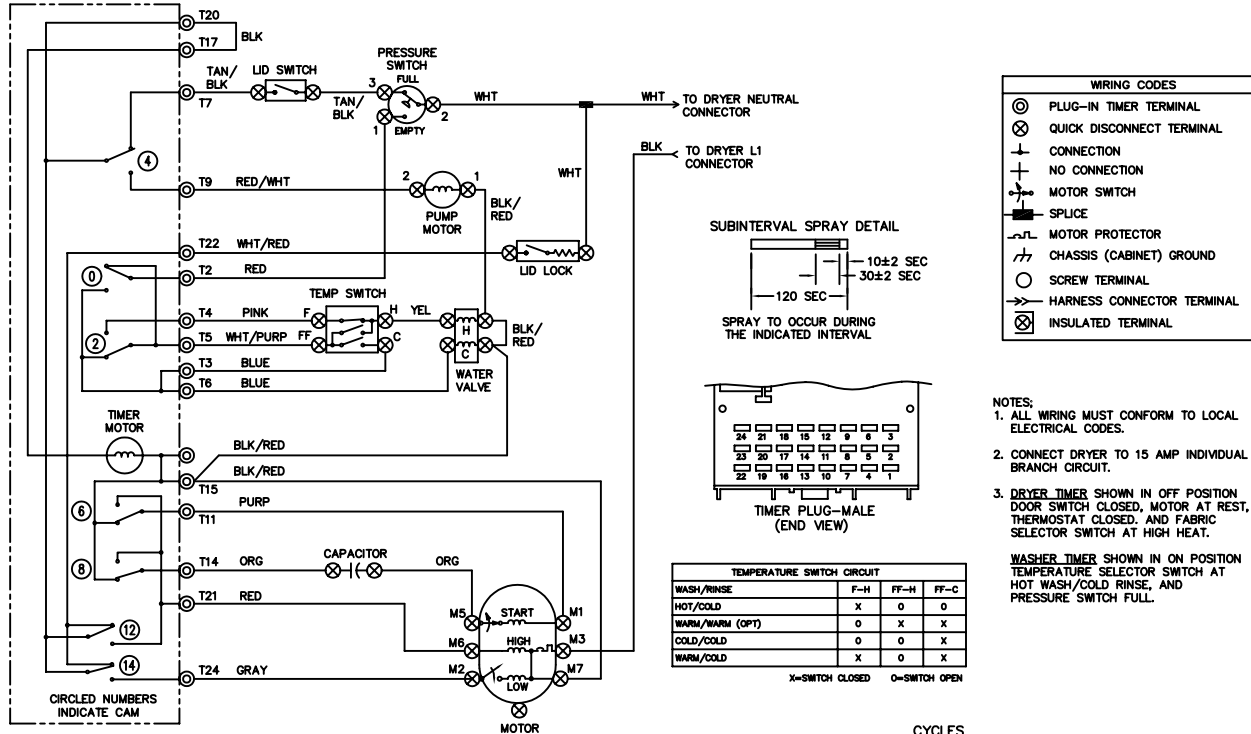 T20
BLK
T17
TAN/
BLK
T7
LID SWITCH
PRESSURE
SWITCH
FULL
3
TAN/
BLK
1
2
EMPTY
WHT
WHT
TO DRYER NEUTRAL
CONNECTOR
BLK
TO DRYER L1
CONNECTOR
WHT
4
T9
RED/WHT
2
1
PUMP
MOTOR
BLK/
RED
T22
WHT/RED
LID LOCK
0
T2
RED
TEMP SWITCH
T4
PINK
F
H
YEL
2
T5
WHT/PURP
FF
C
H
C
BLK/
RED
T3
BLUE
T6
BLUE
WATER
VALVE
TIMER
MOTOR
BLK/RED
BLK/RED
T15
PURP
6
T11
8
T14
ORG
CAPACITOR
ORG
T21
RED
M5
START
M1
M6
HIGH
M3
12
14
T24
GRAY
M2
LOW
M7
MOTOR
CIRCLED NUMBERS
INDICATE CAM
SUBINTERVAL SPRAY DETAIL
10±2 SEC
30±2 SEC
120 SEC
SPRAY TO OCCUR DURING
THE INDICATED INTERVAL
24 21 18 15 12 9 6 3
23 20 17 14 11 8 5 2
22 19 16 13 10 7 4 1
TIMER PLUG-MALE
(END VIEW)
TEMPERATURE SWITCH CIRCUIT
WASH/RINSE F-H FF-H FF-C
HOT/COLD X O O
WARM/WARM (OPT) O X X
COLD/COLD O O X
WARM/COLD X O X
X=SWITCH CLOSED O=SWITCH OPEN
CYCLES
WIRING CODES
PLUG-IN TIMER TERMINAL
QUICK DISCONNECT TERMINAL
CONNECTION
NO CONNECTION
MOTOR SWITCH
SPLICE
MOTOR PROTECTOR
CHASSIS (CABINET) GROUND
SCREW TERMINAL
HARNESS CONNECTOR TERMINAL
INSULATED TERMINAL
NOTES;
1. ALL WIRING MUST CONFORM TO LOCAL
ELECTRICAL CODES.
2. CONNECT DRYER TO 15 AMP INDIVIDUAL
BRANCH CIRCUIT.
3. DRYER TIMER SHOWN IN OFF POSITION
DOOR SWITCH CLOSED, MOTOR AT REST,
THERMOSTAT CLOSED. AND FABRIC
SELECTOR SWITCH AT HIGH HEAT.
WASHER TIMER SHOWN IN ON POSITION
TEMPERATURE SELECTOR SWITCH AT
HOT WASH/COLD RINSE, AND
PRESSURE SWITCH FULL.